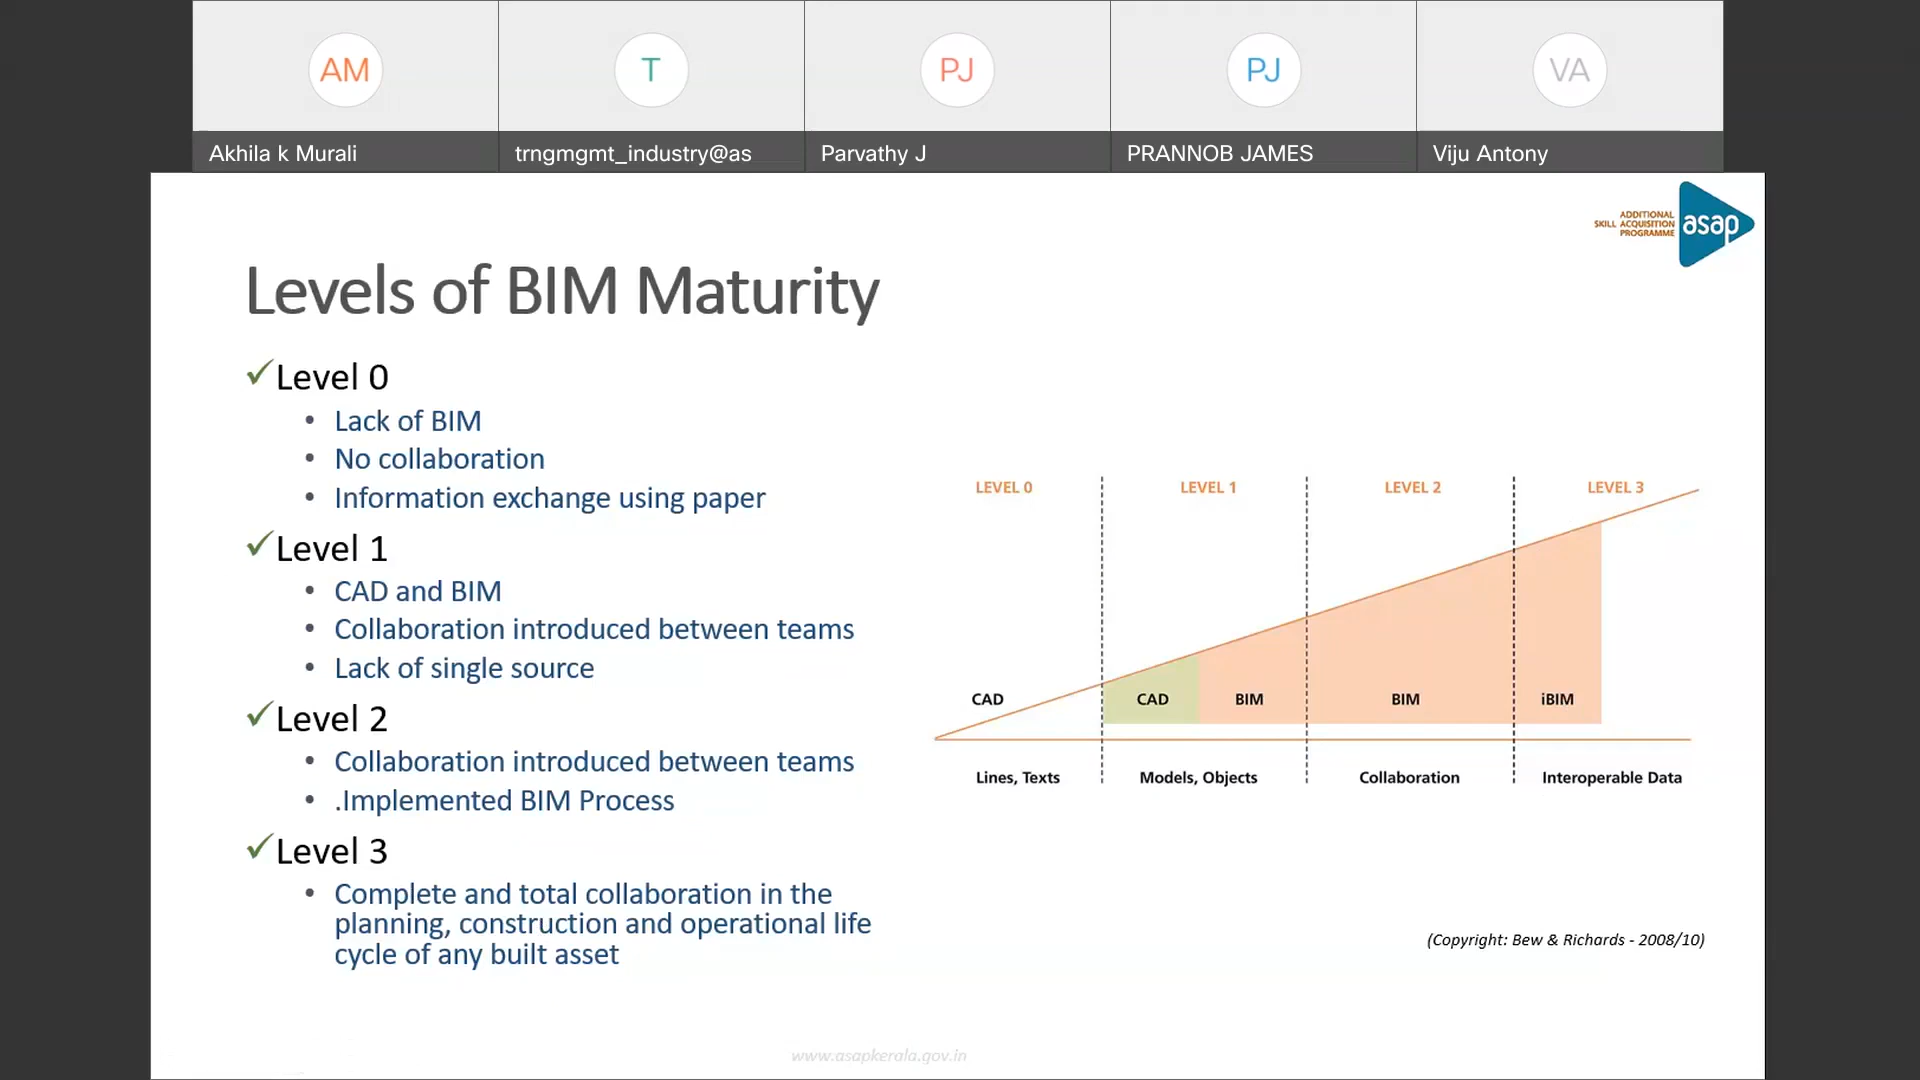 AM
T
PJ
PJ
VA
Akhila k Murali
trngmgmt_industry@as
Parvathy J
PRANNOB JAMES
Viju Antony
ADDITIONAL
SKILL ACQUISITION
PROGRAMME
asap
Levels of BIM Maturity
✓Level 0
• Lack of BIM
• No collaboration
• Information exchange using paper
✓Level 1
• CAD and BIM
• Collaboration introduced between teams
• Lack of single source
✓Level 2
• Collaboration introduced between teams
• .Implemented BIM Process
✓Level 3
• Complete and total collaboration in the
planning, construction and operational life
cycle of any built asset
LEVEL 0
LEVEL 1
LEVEL 2
LEVEL 3
CAD
CAD
BIM
BIM
iBIM
Lines, Texts
Models, Objects
Collaboration
Interoperable Data
(Copyright: Bew & Richards - 2008/10)
www.asapkerala.gov.in